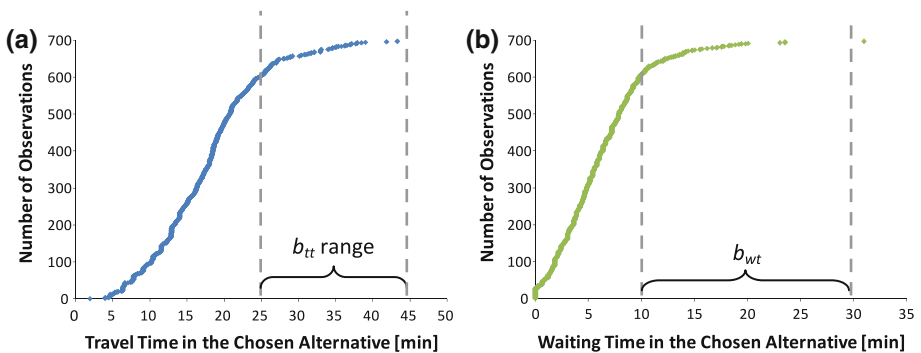 (a)
Number of Observations
700
600
500
400
300
200
100
0
0 5 10 15 20 25 30 35 40 45 50
b_tt range
Travel Time in the Chosen Alternative [min]
(b)
Number of Observations
700
600
500
400
300
200
100
0
0 5 10 15 20 25 30 35
b_wt
Waiting Time in the Chosen Alternative [min]